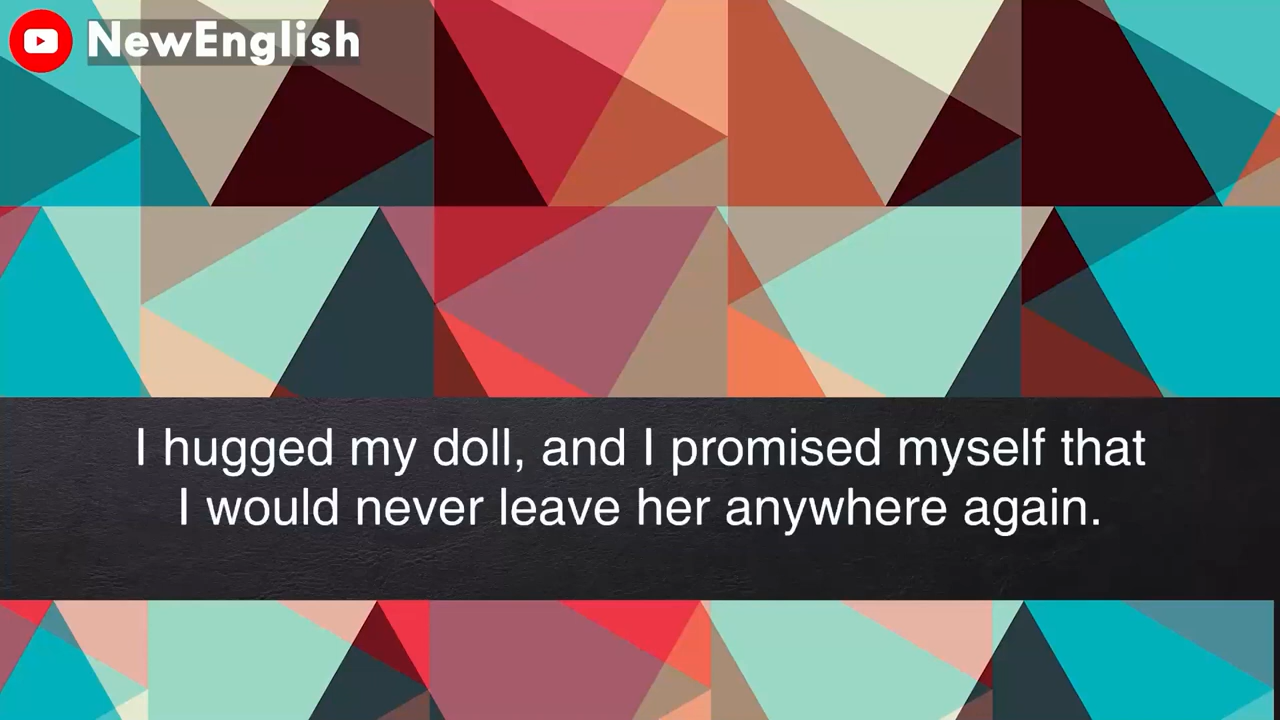 NewEnglish
I hugged my doll, and I promised myself that
I would never leave her anywhere again.